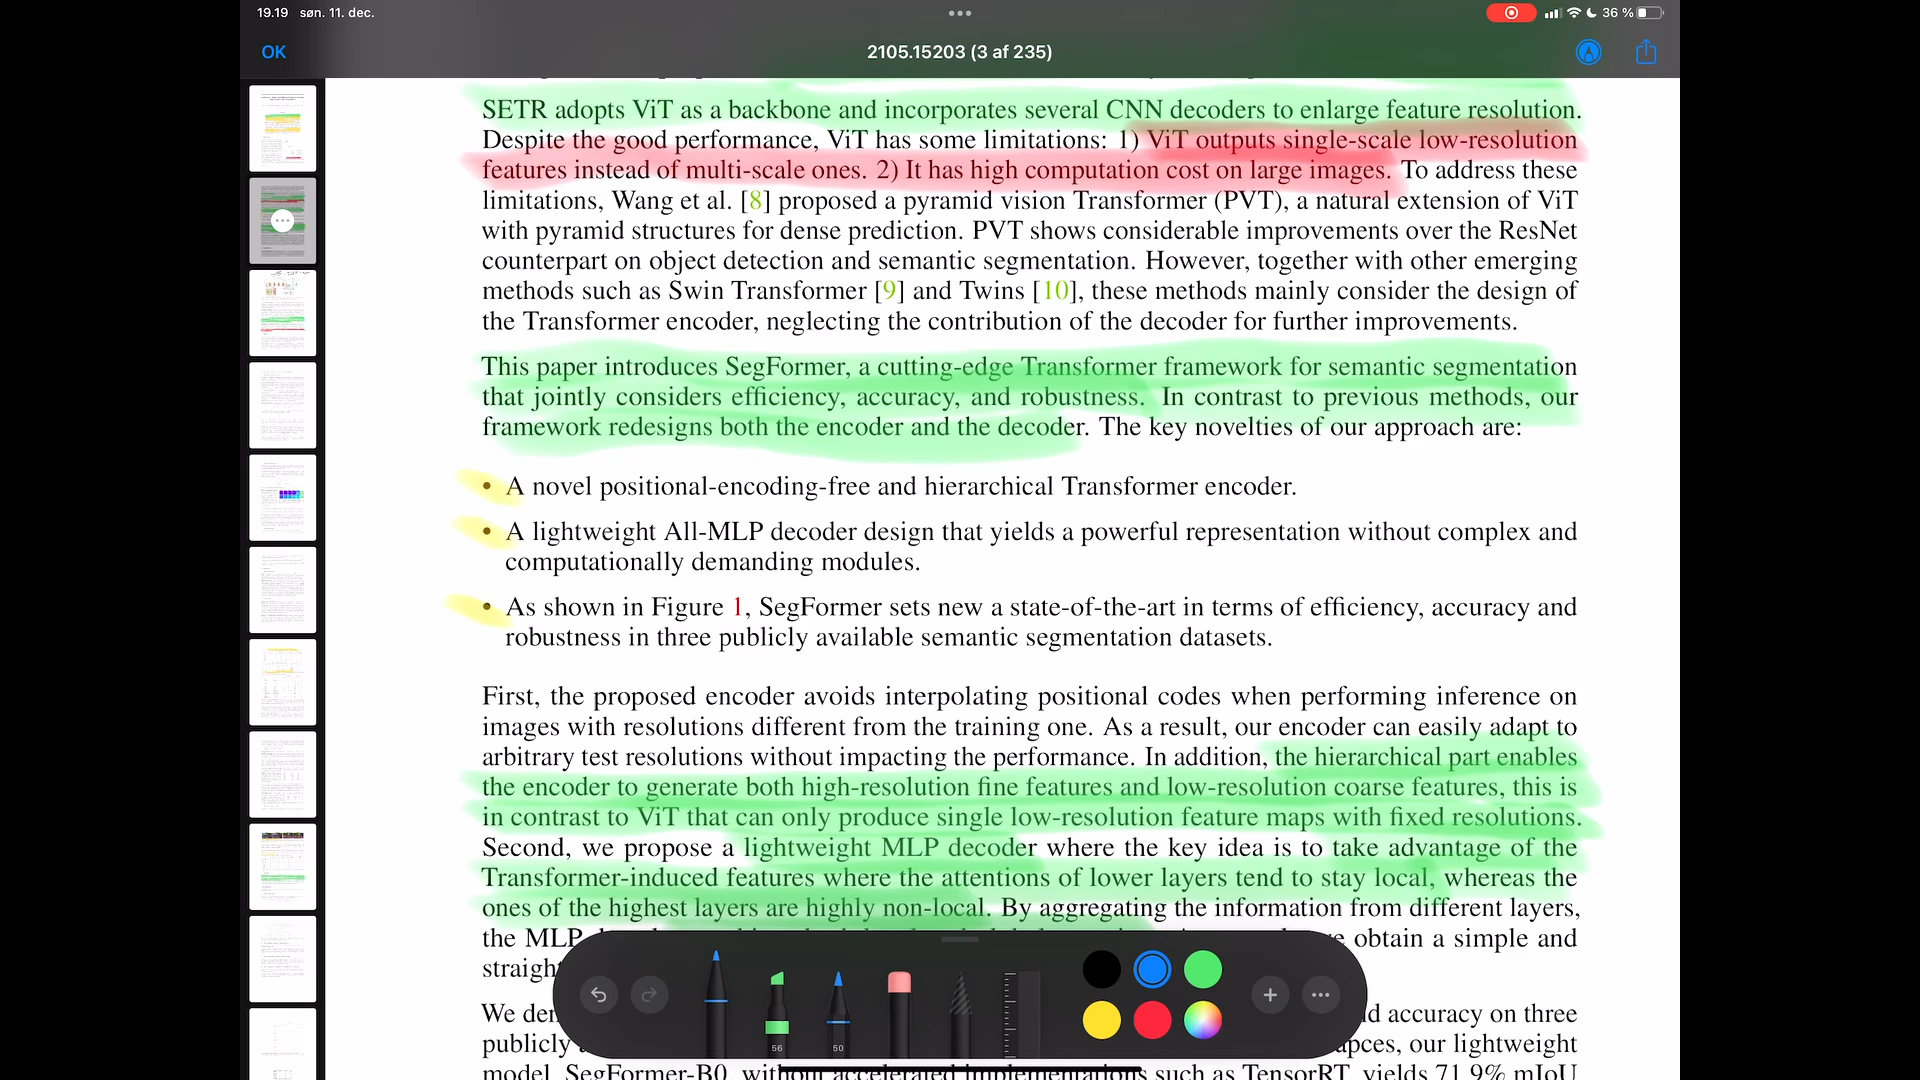 19.19 søn. 11. dec.
36 %
OK
2105.15203 (3 af 235)
SETR adopts ViT as a backbone and incorporates several CNN decoders to enlarge feature resolution.
Despite the good performance, ViT has some limitations: 1) ViT outputs single-scale low-resolution
features instead of multi-scale ones. 2) It has high computation cost on large images. To address these
limitations, Wang et al. [8] proposed a pyramid vision Transformer (PVT), a natural extension of ViT
with pyramid structures for dense prediction. PVT shows considerable improvements over the ResNet
counterpart on object detection and semantic segmentation. However, together with other emerging
methods such as Swin Transformer [9] and Twins [10], these methods mainly consider the design of
the Transformer encoder, neglecting the contribution of the decoder for further improvements.
This paper introduces SegFormer, a cutting-edge Transformer framework for semantic segmentation
that jointly considers efficiency, accuracy, and robustness. In contrast to previous methods, our
framework redesigns both the encoder and the decoder. The key novelties of our approach are:
• A novel positional-encoding-free and hierarchical Transformer encoder.
• A lightweight All-MLP decoder design that yields a powerful representation without complex and
computationally demanding modules.
• As shown in Figure 1, SegFormer sets new a state-of-the-art in terms of efficiency, accuracy and
robustness in three publicly available semantic segmentation datasets.
First, the proposed encoder avoids interpolating positional codes when performing inference on
images with resolutions different from the training one. As a result, our encoder can easily adapt to
arbitrary test resolutions without impacting the performance. In addition, the hierarchical part enables
the encoder to generate both high-resolution fine features and low-resolution coarse features, this is
in contrast to ViT that can only produce single low-resolution feature maps with fixed resolutions.
Second, we propose a lightweight MLP decoder where the key idea is to take advantage of the
Transformer-induced features where the attentions of lower layers tend to stay local, whereas the
ones of the highest layers are highly non-local. By aggregating the information from different layers,
the MLP obtain a simple and
straight
We accuracy on three
publicly our lightweight
model, SegFormer-B0, without accelerated implementations such as TensorRT, yields 71.9% mIoU
56
50